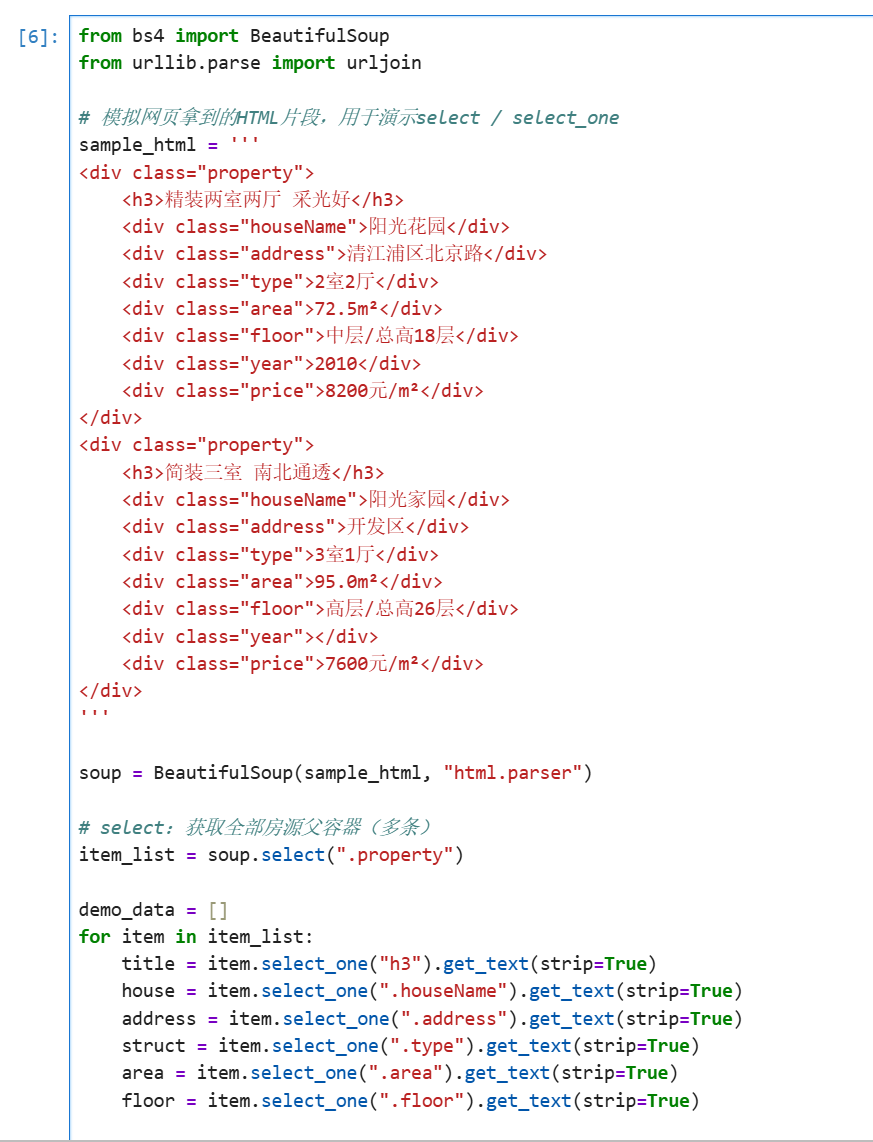 [6]:
from bs4 import BeautifulSoup
from urllib.parse import urljoin
# 模拟网页拿到的HTML片段，用于演示select / select_one
sample_html = '''
<div class="property">
    <h3>精装两室两厅 采光好</h3>
    <div class="houseName">阳光花园</div>
    <div class="address">清江浦区北京路</div>
    <div class="type">2室2厅</div>
    <div class="area">72.5m²</div>
    <div class="floor">中层/总高18层</div>
    <div class="year">2010</div>
    <div class="price">8200元/m²</div>
</div>
<div class="property">
    <h3>简装三室 南北通透</h3>
    <div class="houseName">阳光家园</div>
    <div class="address">开发区</div>
    <div class="type">3室1厅</div>
    <div class="area">95.0m²</div>
    <div class="floor">高层/总高26层</div>
    <div class="year"></div>
    <div class="price">7600元/m²</div>
</div>
'''
soup = BeautifulSoup(sample_html, "html.parser")
# select：获取全部房源父容器（多条）
item_list = soup.select(".property")
demo_data = []
for item in item_list:
    title = item.select_one("h3").get_text(strip=True)
    house = item.select_one(".houseName").get_text(strip=True)
    address = item.select_one(".address").get_text(strip=True)
    struct = item.select_one(".type").get_text(strip=True)
    area = item.select_one(".area").get_text(strip=True)
    floor = item.select_one(".floor").get_text(strip=True)